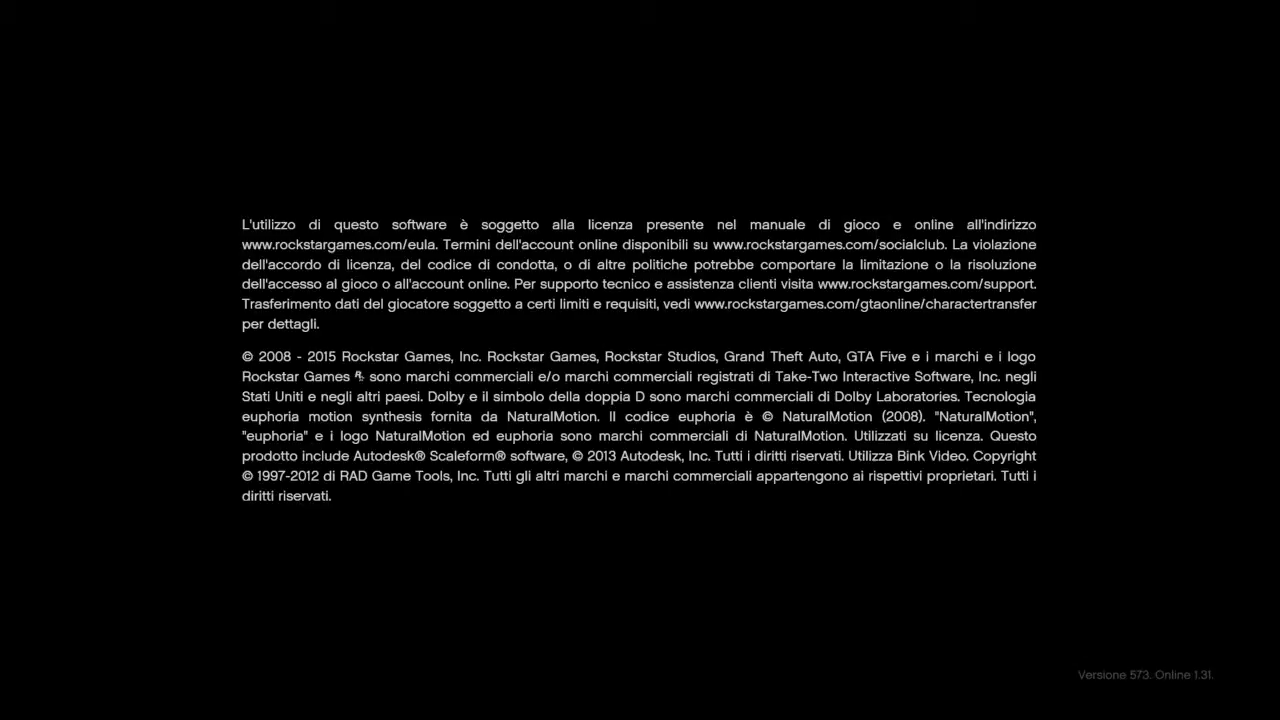 L'utilizzo di questo software è soggetto alla licenza presente nel manuale di gioco e online all'indirizzo
www.rockstargames.com/eula. Termini dell'account online disponibili su www.rockstargames.com/socialclub. La violazione
dell'accordo di licenza, del codice di condotta, o di altre politiche potrebbe comportare la limitazione o la risoluzione
dell'accesso al gioco o all'account online. Per supporto tecnico e assistenza clienti visita www.rockstargames.com/support.
Trasferimento dati del giocatore soggetto a certi limiti e requisiti, vedi www.rockstargames.com/gtaonline/charactertransfer
per dettagli.
© 2008 - 2015 Rockstar Games, Inc. Rockstar Games, Rockstar Studios, Grand Theft Auto, GTA Five e i marchi e i logo
Rockstar Games R* sono marchi commerciali e/o marchi commerciali registrati di Take-Two Interactive Software, Inc. negli
Stati Uniti e negli altri paesi. Dolby e il simbolo della doppia D sono marchi commerciali di Dolby Laboratories. Tecnologia
euphoria motion synthesis fornita da NaturalMotion. Il codice euphoria è © NaturalMotion (2008). "NaturalMotion",
"euphoria" e i logo NaturalMotion ed euphoria sono marchi commerciali di NaturalMotion. Utilizzati su licenza. Questo
prodotto include Autodesk® Scaleform® software, © 2013 Autodesk, Inc. Tutti i diritti riservati. Utilizza Bink Video. Copyright
© 1997-2012 di RAD Game Tools, Inc. Tutti gli altri marchi e marchi commerciali appartengono ai rispettivi proprietari. Tutti i
diritti riservati.
Versione 573. Online 1.31.